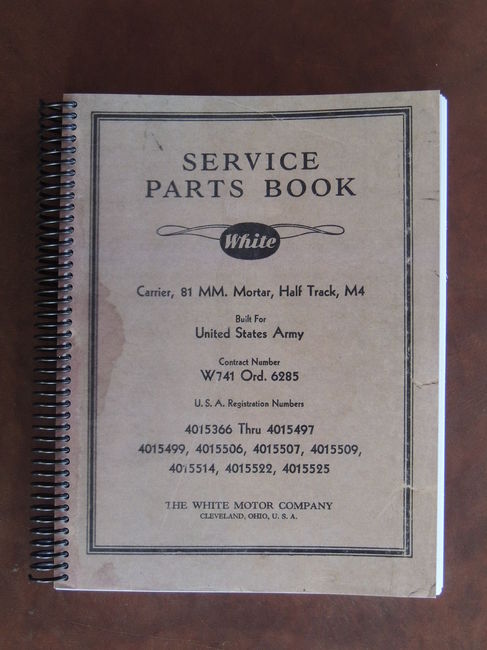 SERVICE
PARTS BOOK
White
Carrier, 81 MM. Mortar, Half Track, M4
Built For
United States Army
Contract Number
W741 Ord. 6285
U. S. A. Registration Numbers
4015366 Thru 4015497
4015499, 4015506, 4015507, 4015509,
4015514, 4015522, 4015525
THE WHITE MOTOR COMPANY
CLEVELAND, OHIO, U. S. A.